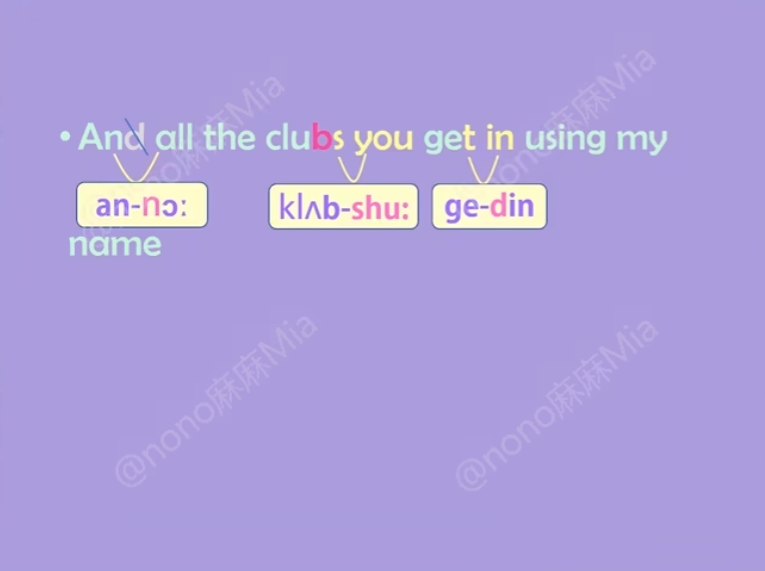 @nono麻麻Mia
@nono麻麻Mia
• And all the clubs you get in using my
an-nɔ: klʌb-shu: ge-din
name
@nono麻麻Mia
@nono麻麻Mia